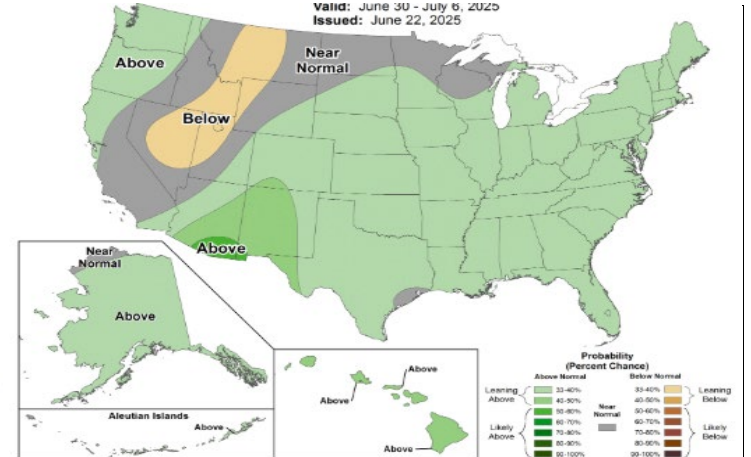 Valid: June 30 - July 6, 2025
Issued: June 22, 2025
Above
Near
Normal
Below
Above
Near
Normal
Above
Aleutian Islands
Above
Above
Above
Above
Probability
(Percent Chance)
Above Normal
Below Normal
Leaning
Above
33-40%
40-50%
33-40%
40-50%
Leaning
Below
Likely
Above
50-60%
60-70%
70-80%
80-90%
90-100%
Near
Normal
50-60%
60-70%
70-80%
80-90%
90-100%
Likely
Below